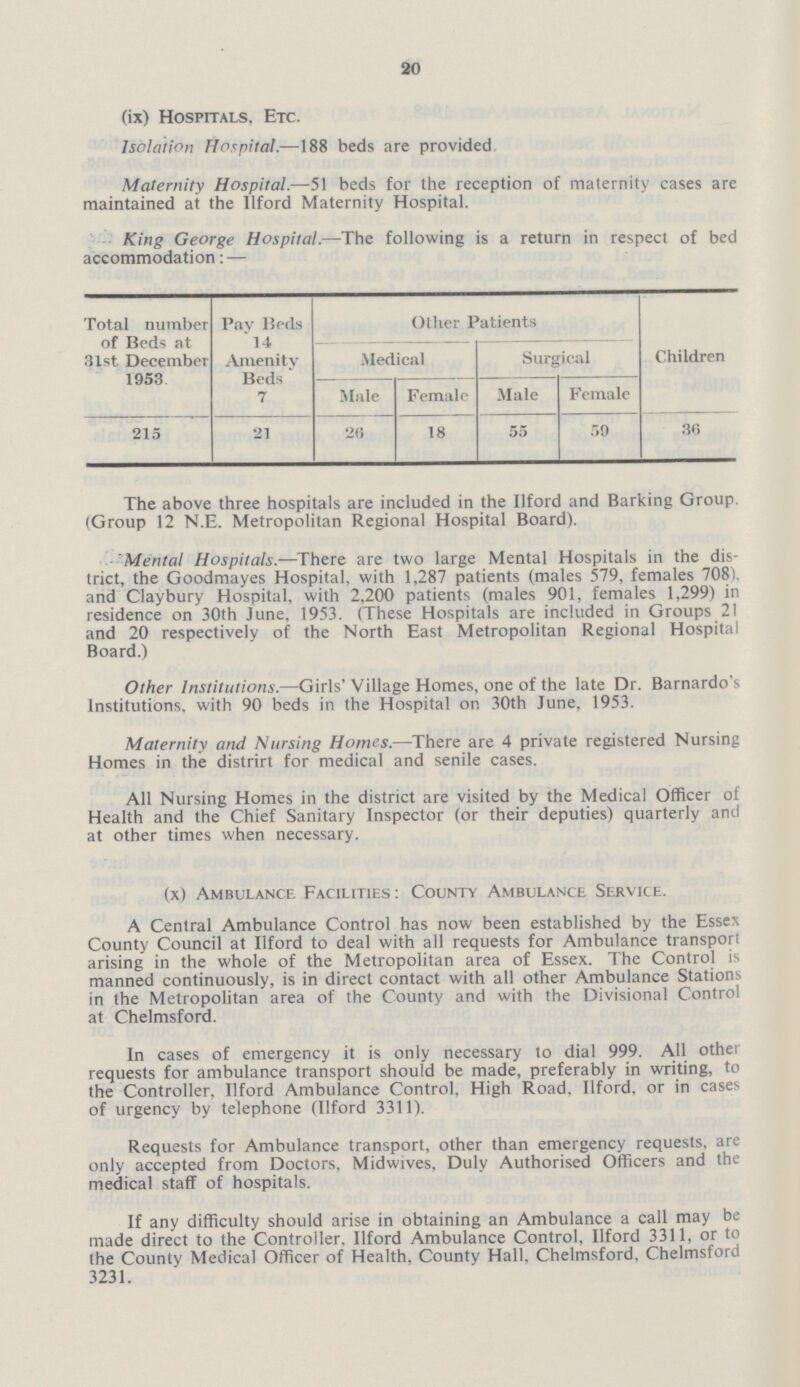 20
(ix) HOSPITALS, ETC.
Isolation Hospital.—188 beds are provided.
Maternity Hospital.—51 beds for the reception of maternity cases are
maintained at the Ilford Maternity Hospital.
King George Hospital.—The following is a return in respect of bed
accommodation:—
Total number of Beds at 31st December 1953. | Pay Beds 14 Amenity Beds 7 | Other Patients | Children
Medical | Surgical
Male | Female | Male | Female
215 | 21 | 26 | 18 | 55 | 59 | 36
The above three hospitals are included in the Ilford and Barking Group.
(Group 12 N.E. Metropolitan Regional Hospital Board).
Mental Hospitals.—There are two large Mental Hospitals in the dis-
trict, the Goodmayes Hospital, with 1,287 patients (males 579, females 708),
and Claybury Hospital, with 2,200 patients (males 901, females 1,299) in
residence on 30th June, 1953. (These Hospitals are included in Groups 21
and 20 respectively of the North East Metropolitan Regional Hospital
Board.)
Other Institutions.—Girls' Village Homes, one of the late Dr. Barnardo's
Institutions, with 90 beds in the Hospital on 30th June, 1953.
Maternity and Nursing Homes.—There are 4 private registered Nursing
Homes in the distrirt for medical and senile cases.
All Nursing Homes in the district are visited by the Medical Officer of
Health and the Chief Sanitary Inspector (or their deputies) quarterly and
at other times when necessary.
(x) AMBULANCE FACILITIES: COUNTY AMBULANCE SERVICE.
A Central Ambulance Control has now been established by the Essex
County Council at Ilford to deal with all requests for Ambulance transport
arising in the whole of the Metropolitan area of Essex. The Control is
manned continuously, is in direct contact with all other Ambulance Stations
in the Metropolitan area of the County and with the Divisional Control
at Chelmsford.
In cases of emergency it is only necessary to dial 999. All other
requests for ambulance transport should be made, preferably in writing, to
the Controller, Ilford Ambulance Control, High Road, Ilford, or in cases
of urgency by telephone (Ilford 3311).
Requests for Ambulance transport, other than emergency requests, are
only accepted from Doctors, Midwives, Duly Authorised Officers and the
medical staff of hospitals.
If any difficulty should arise in obtaining an Ambulance a call may be
made direct to the Controller, Ilford Ambulance Control, Ilford 3311, or to
the County Medical Officer of Health, County Hall, Chelmsford, Chelmsford
3231.